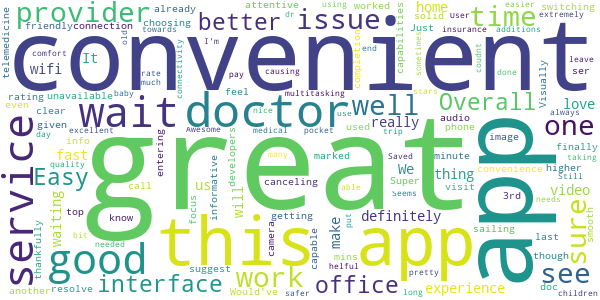 provider
already
choosing
better
issue
attentive
dr
time
home
solid
user
using
worked
capabilities
easier
switching
extremely
telemedicine
friendly
connection
It
wifi
old
towards
connectivity
I'm
pay
causing
multitasking
end
completion
Just
insurance
sometimes
additions
Visually
leave
ser
convenient
rating
unavailable
even
clear
given
day
comfort
rate
much
baby
wait
doctor
feel
nice
use
well
really
Overall
audio
phone
stars
coudnt
done
love
always
one
service
Easy
info
fast
excellent
quality
Awesome
medical
pocket
used
trip
Saved
Seems
We
Super
minute
thing
visit
image
convenience
finally
taking
Still
Waiting
top
call
bit
needed
great
many
able
marked
canceling
definitely
higher
video
3rd
needs
smooth
sure
app
entering
us
will
developers
informative
focus
know
good
thankfully
another
resolve
interface
this app
work
suggest
Would've
getting
camera
safer
capable
office
make
mins
put
helful
pretty
long
experience
sailing
last
though
see
doc
children